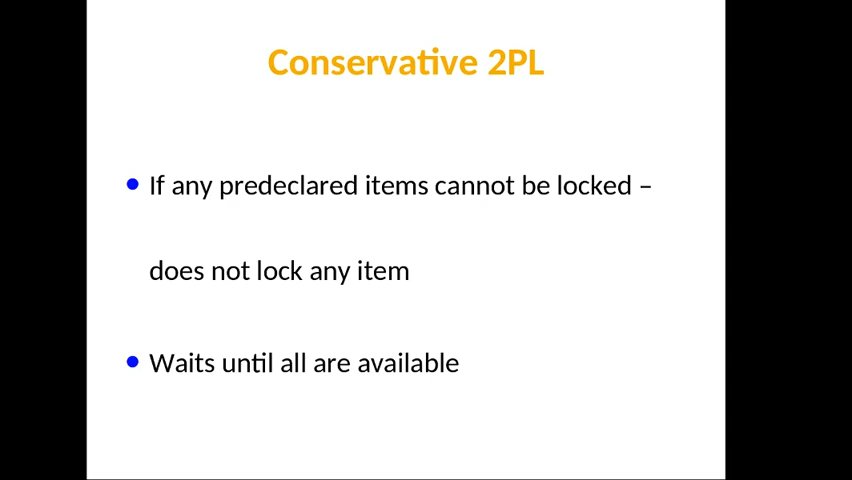 Conservative 2PL
• If any predeclared items cannot be locked –
does not lock any item
• Waits until all are available